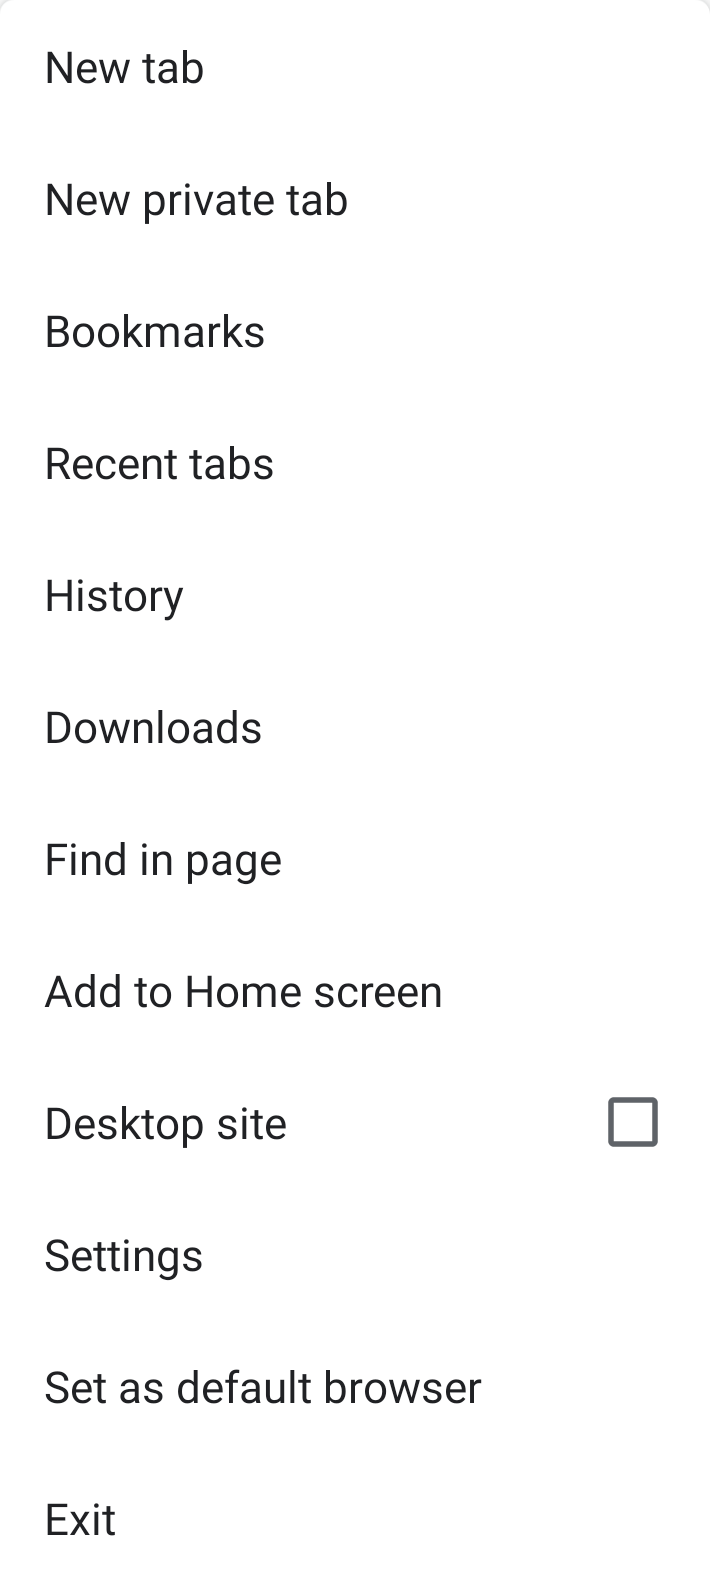 New tab
New private tab
Bookmarks
Recent tabs
History
Downloads
Find in page
Add to Home screen
Desktop site
Settings
Set as default browser
Exit